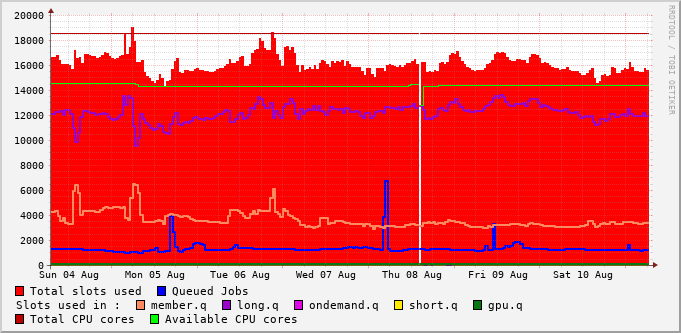 20000
18000
16000
14000
12000
10000
8000
6000
4000
2000
0
Sun 04 Aug Mon 05 Aug Tue 06 Aug Wed 07 Aug Thu 08 Aug Fri 09 Aug Sat 10 Aug
Total slots used Queued Jobs
Slots used in : member.q long.q ondemand.q short.q gpu.q
Total CPU cores Available CPU cores
RRDTOOL / TOBI OETIKER